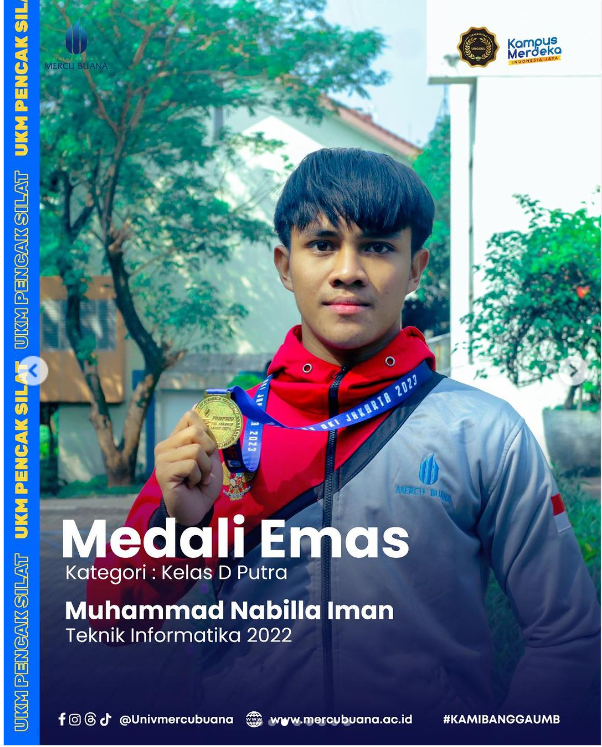 UKM PENCAK SILAT
UKM PENCAK SILAT
UKM PENCAK SILAT
UKM PENCAK SILAT
MERCU BUANA
Kampus
Merdeka
INDONESIA JAYA
JAKARTA 2023
2023
MERCU BUANA
Medali Emas
Kategori : Kelas D Putra
Muhammad Nabilla Iman
Teknik Informatika 2022
@Univmercubuana
www.mercubuana.ac.id
#KAMIBANGGAUMB